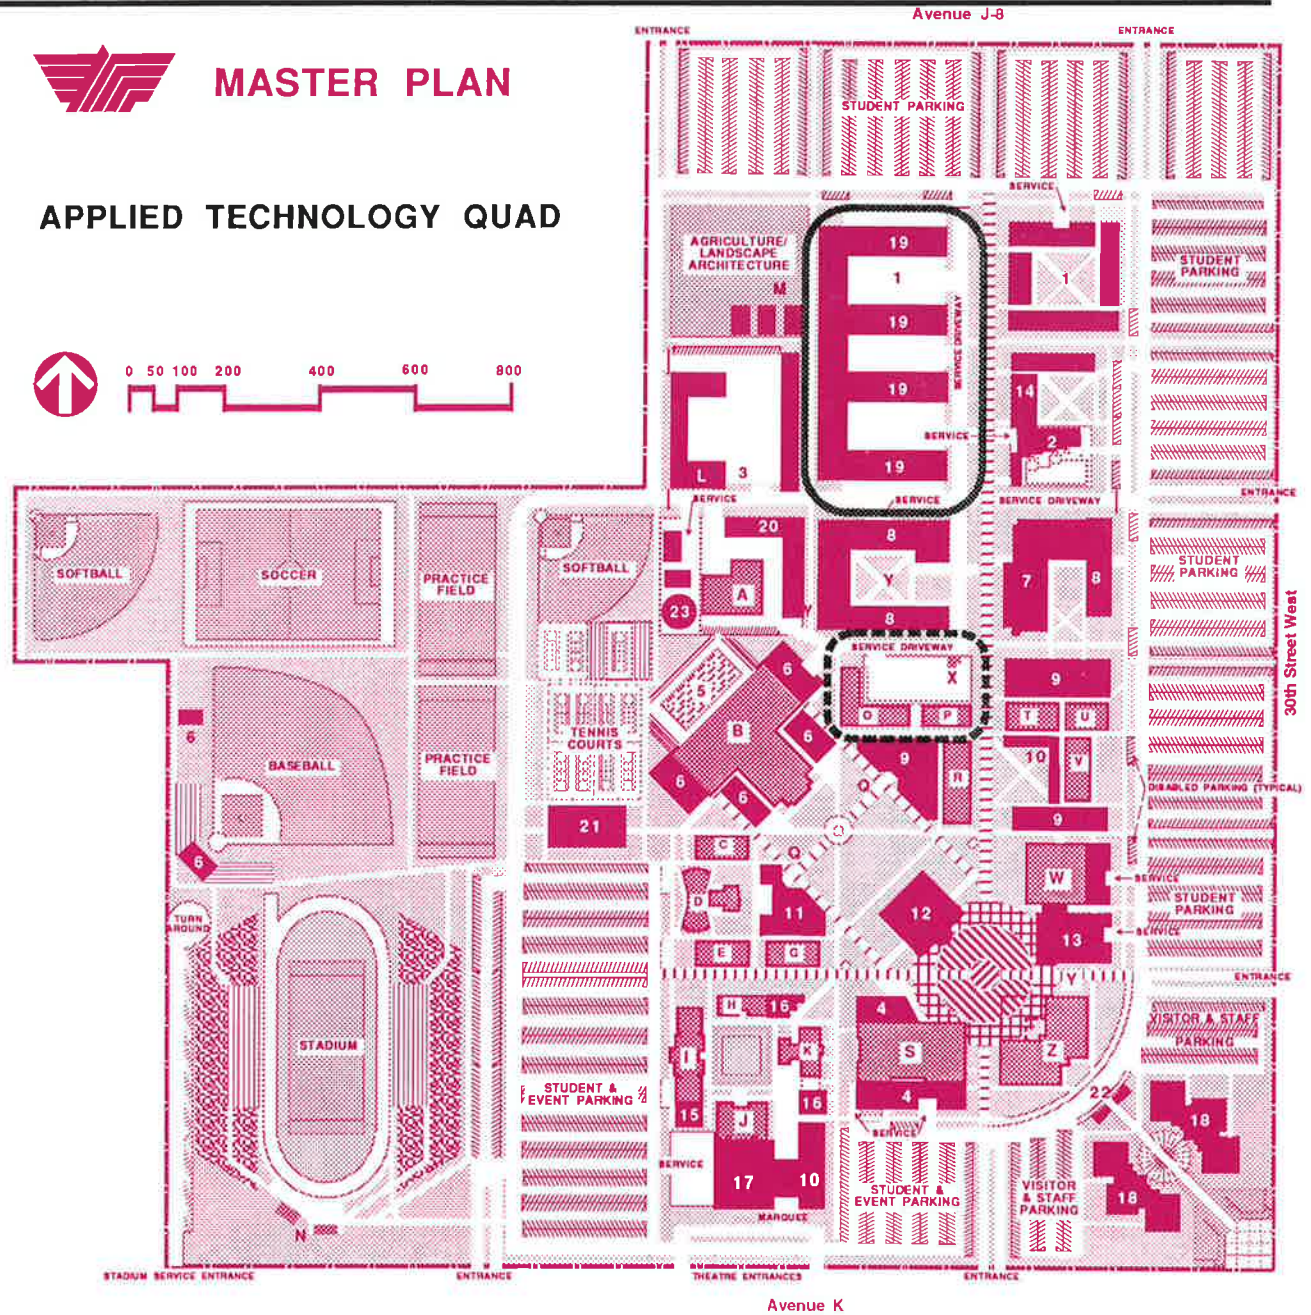 Avenue J-8
ENTRANCE
ENTRANCE
MASTER PLAN
STUDENT PARKING
SERVICE
APPLIED TECHNOLOGY QUAD
AGRICULTURE/
LANDSCAPE
ARCHITECTURE
M
19
1
19
19
19
SERVICE DRIVEWAY
1
STUDENT
PARKING
0 50 100 200 400 600 800
14
SERVICE
2
L
3
SERVICE
SERVICE
SERVICE DRIVEWAY
ENTRANCE
20
8
SOFTBALL
SOCCER
PRACTICE
FIELD
SOFTBALL
A
Y
7
8
STUDENT
PARKING
23
Y
8
SERVICE DRIVEWAY
30th Street West
5
6
X
9
6
B
O
P
T
U
TENNIS
COURTS
6
BASEBALL
PRACTICE
FIELD
6
9
10
V
R
Q
6
DISABLED PARKING (TYPICAL)
21
9
C
Q
6
D
11
W
SERVICE
TURN
AROUND
12
STUDENT
PARKING
13
SERVICE
E
G
ENTRANCE
Y
H
16
4
VISITOR & STAFF
PARKING
STADIUM
I
K
S
Z
STUDENT &
EVENT PARKING
4
22
15
J
16
18
SERVICE
SERVICE
17
10
STUDENT &
EVENT PARKING
VISITOR
& STAFF
PARKING
18
MARQUEE
N
STADIUM SERVICE ENTRANCE
ENTRANCE
THEATRE ENTRANCES
ENTRANCE
Avenue K